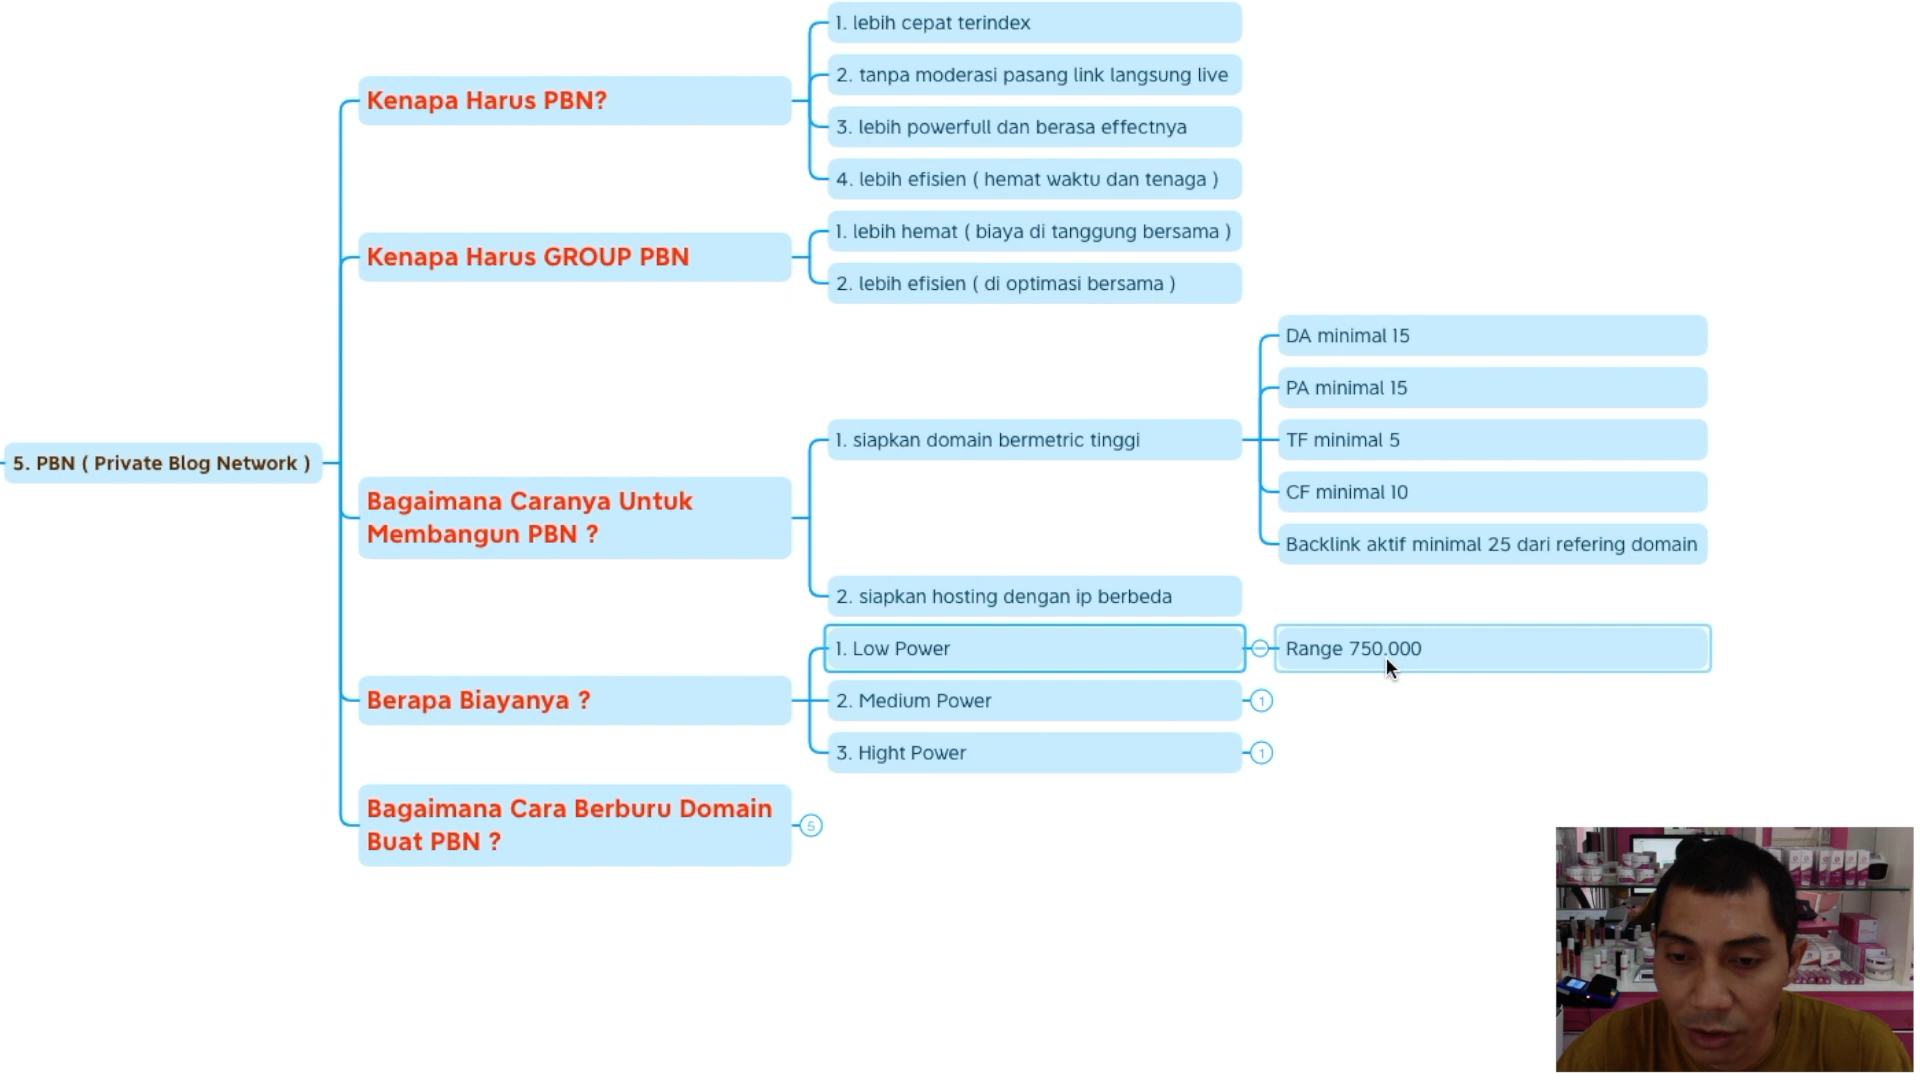 5. PBN ( Private Blog Network )
Kenapa Harus PBN?
1. lebih cepat terindex
2. tanpa moderasi pasang link langsung live
3. lebih powerfull dan berasa effectnya
4. lebih efisien ( hemat waktu dan tenaga )
Kenapa Harus GROUP PBN
1. lebih hemat ( biaya di tanggung bersama )
2. lebih efisien ( di optimasi bersama )
Bagaimana Caranya Untuk
Membangun PBN ?
1. siapkan domain bermetric tinggi
DA minimal 15
PA minimal 15
TF minimal 5
CF minimal 10
Backlink aktif minimal 25 dari refering domain
2. siapkan hosting dengan ip berbeda
Berapa Biayanya ?
1. Low Power
Range 750.000
2. Medium Power
1
3. Hight Power
1
Bagaimana Cara Berburu Domain
Buat PBN ?
5